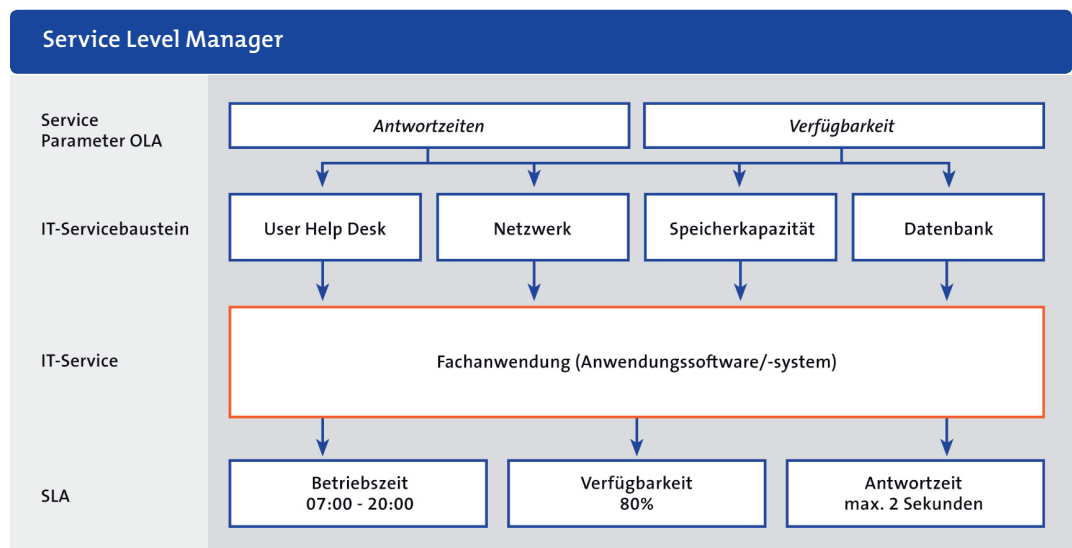 Service Level Manager
Service
Parameter OLA
Antwortzeiten
Verfügbarkeit
IT-Servicebaustein
User Help Desk
Netzwerk
Speicherkapazität
Datenbank
IT-Service
Fachanwendung (Anwendungssoftware/-system)
SLA
Betriebszeit
07:00 - 20:00
Verfügbarkeit
80%
Antwortzeit
max. 2 Sekunden